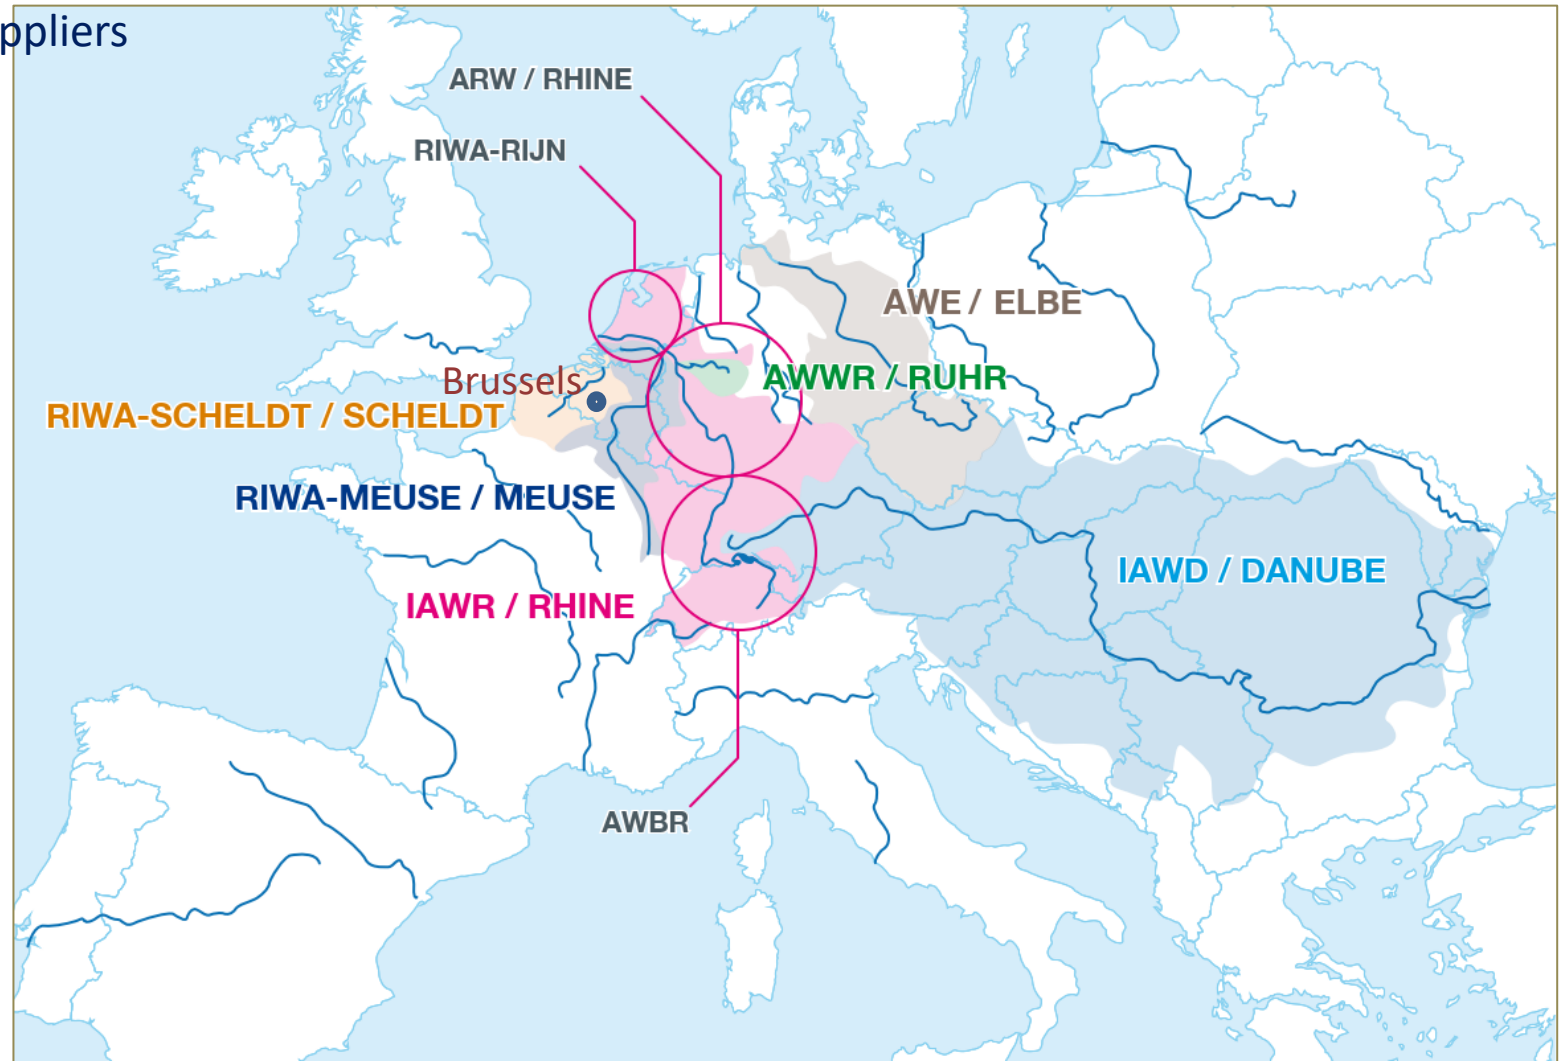 ppliers
ARW / RHINE
RIWA-RIJN
AWE / ELBE
AWWR / RUHR
Brussels
RIWA-SCHELDT / SCHELDT
RIWA-MEUSE / MEUSE
IAWD / DANUBE
IAWR / RHINE
AWBR